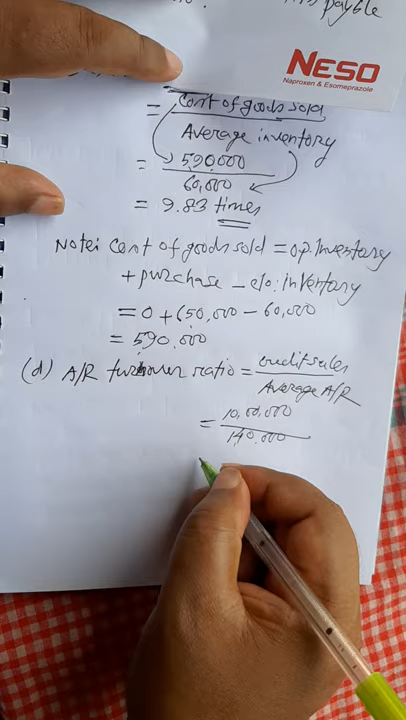 payable
NESO
Naproxen & Esomeprazole
= Cost of goods sold
Average inventory
= 590,000
60,000
= 9.83 times
Note: Cost of goods sold = op. Inventory
+ purchase - clo: Inventory
= 0 + 650,000 - 60,000
= 590,000
(d) A/R turnover ratio = credit sales
Average A/R
= 10,00,000
140,000